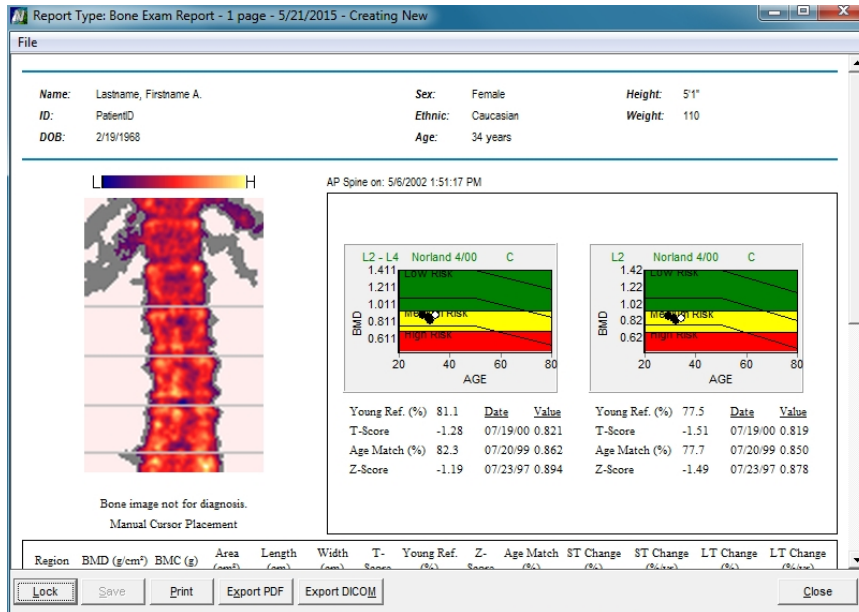 Report Type: Bone Exam Report - 1 page - 5/21/2015 - Creating New
File
Name: Lastname, Firstname A. Sex: Female Height: 5'1"
ID: PatientID Ethnic: Caucasian Weight: 110
DOB: 2/19/1968 Age: 34 years
L H
AP Spine on: 5/6/2002 1:51:17 PM
L2 - L4 Norland 4/00 C
1.411
1.211
1.011
0.811
0.611
BMD
Low Risk
Medium Risk
High Risk
20 40 60 80
AGE
L2 Norland 4/00 C
1.42
1.22
1.02
0.82
0.62
BMD
Low Risk
Medium Risk
High Risk
20 40 60 80
AGE
Young Ref. (%) 81.1 Date Value
T-Score -1.28 07/19/00 0.821
Age Match (%) 82.3 07/20/99 0.862
Z-Score -1.19 07/23/97 0.894
Young Ref. (%) 77.5 Date Value
T-Score -1.51 07/19/00 0.819
Age Match (%) 77.7 07/20/99 0.850
Z-Score -1.49 07/23/97 0.878
Bone image not for diagnosis.
Manual Cursor Placement
Region BMD (g/cm²) BMC (g) Area Length Width T- Young Ref. Z- Age Match ST Change ST Change LT Change LT Change
(cm²) (cm) (cm) Score (%) Score (%) (%) (%/yr) (%) (%/yr)
Lock Save Print Export PDF Export DICOM Close